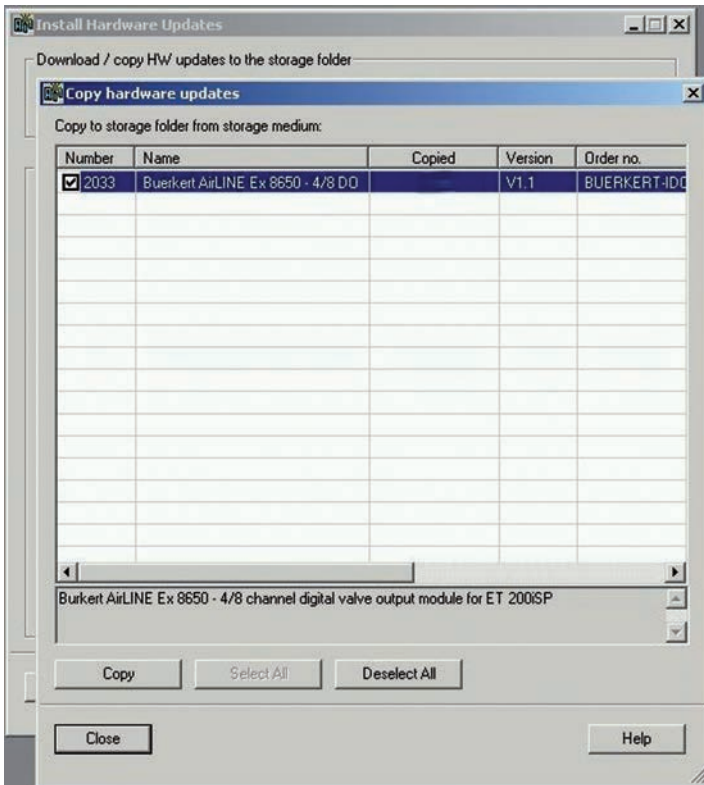 Install Hardware Updates
Download / copy HW updates to the storage folder
Copy hardware updates
Copy to storage folder from storage medium:
Number Name Copied Version Order no.
2033 Buerkert AirLINE Ex 8650 - 4/8 DO V1.1 BUERKERT-IDO
Burkert AirLINE Ex 8650 - 4/8 channel digital valve output module for ET 200iSP
Copy Select All Deselect All
Close Help